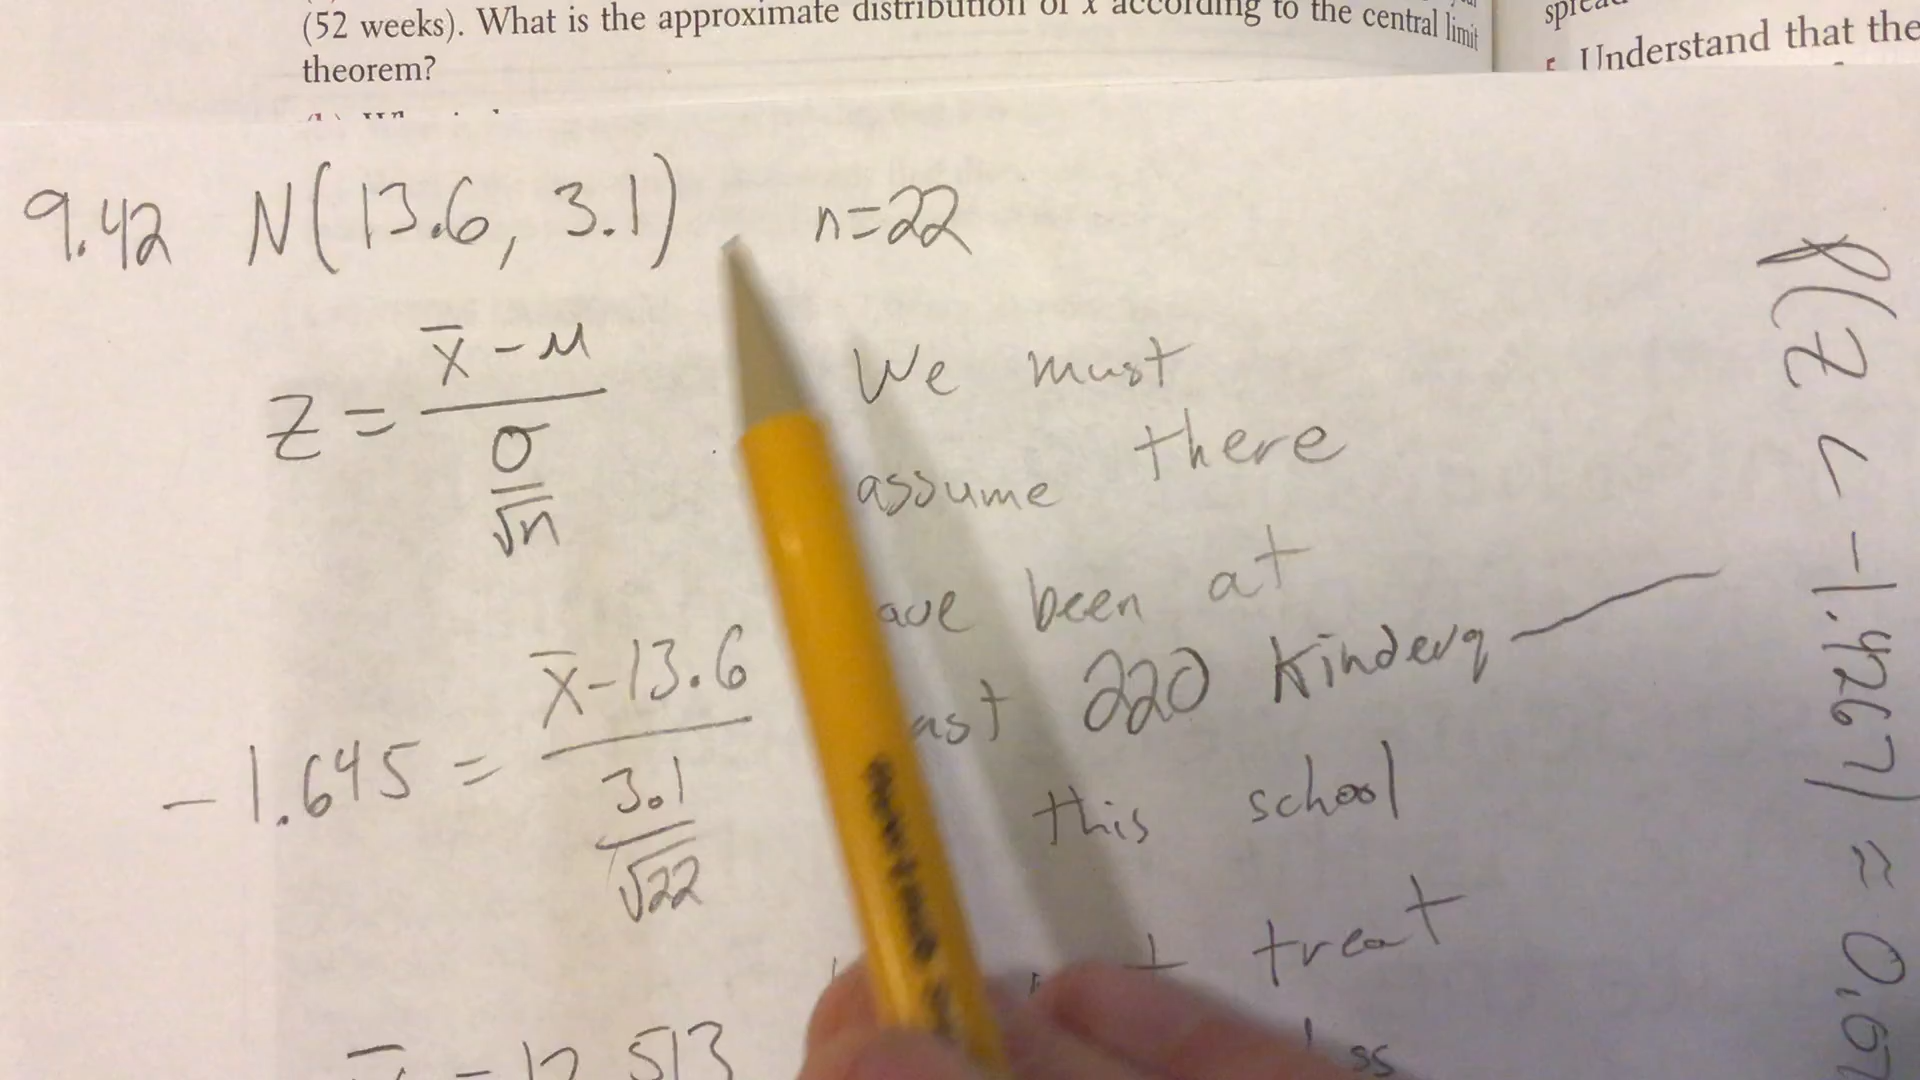 (52 weeks). What is the approximate distribution of x̄ according to the central limit
theorem?
Understand that the
9.42 N(13.6, 3.1) n=22
z = (x̄ - μ) / (σ / √n)
-1.645 = (x̄ - 13.6) / (3.1 / √22)
12.513
We must
assume there
been at
220 Kinderg
this school
treat
P(Z < -1.4267) ≈ 0.07